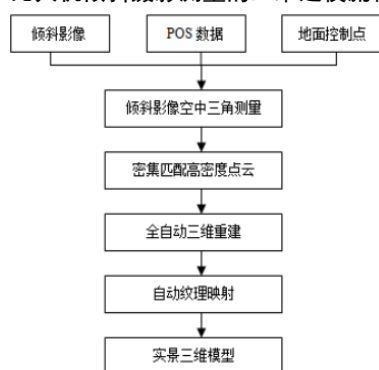 倾斜影像
POS 数据
地面控制点
倾斜影像空中三角测量
密集匹配高密度点云
全自动三维重建
自动纹理映射
实景三维模型